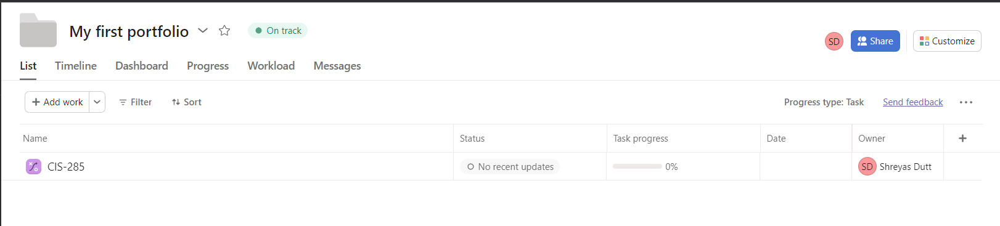 My first portfolio On track
SD Share Customize
List Timeline Dashboard Progress Workload Messages
Add work Filter Sort Progress type: Task Send feedback
Name Status Task progress Date Owner
CIS-285 No recent updates 0% SD Shreyas Dutt